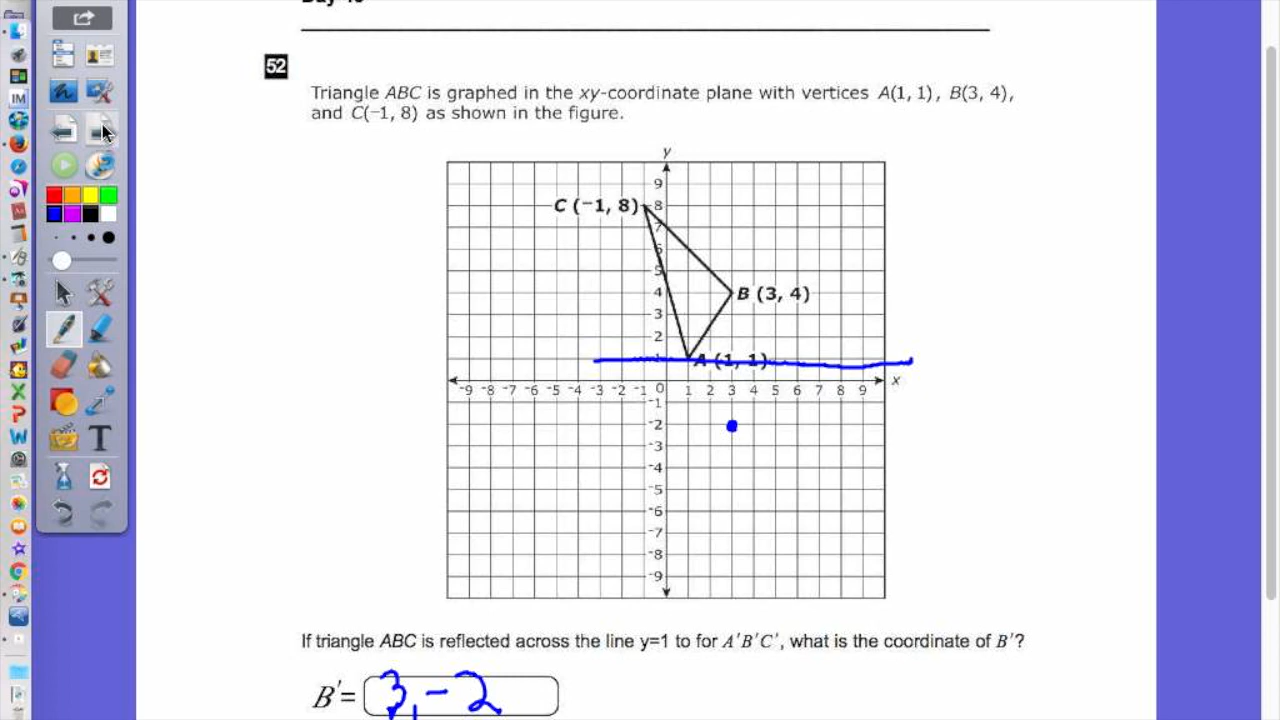 52
Triangle ABC is graphed in the xy-coordinate plane with vertices A(1, 1), B(3, 4),
and C(−1, 8) as shown in the figure.
y
9
C (−1, 8)
8
7
6
5
4
B (3, 4)
3
2
1
A (1, 1)
-9 -8 -7 -6 -5 -4 -3 -2 -1 0 1 2 3 4 5 6 7 8 9
x
-1
-2
-3
-4
-5
-6
-7
-8
-9
If triangle ABC is reflected across the line y=1 to for A'B'C', what is the coordinate of B'?
B'= 3,-2
IM
T